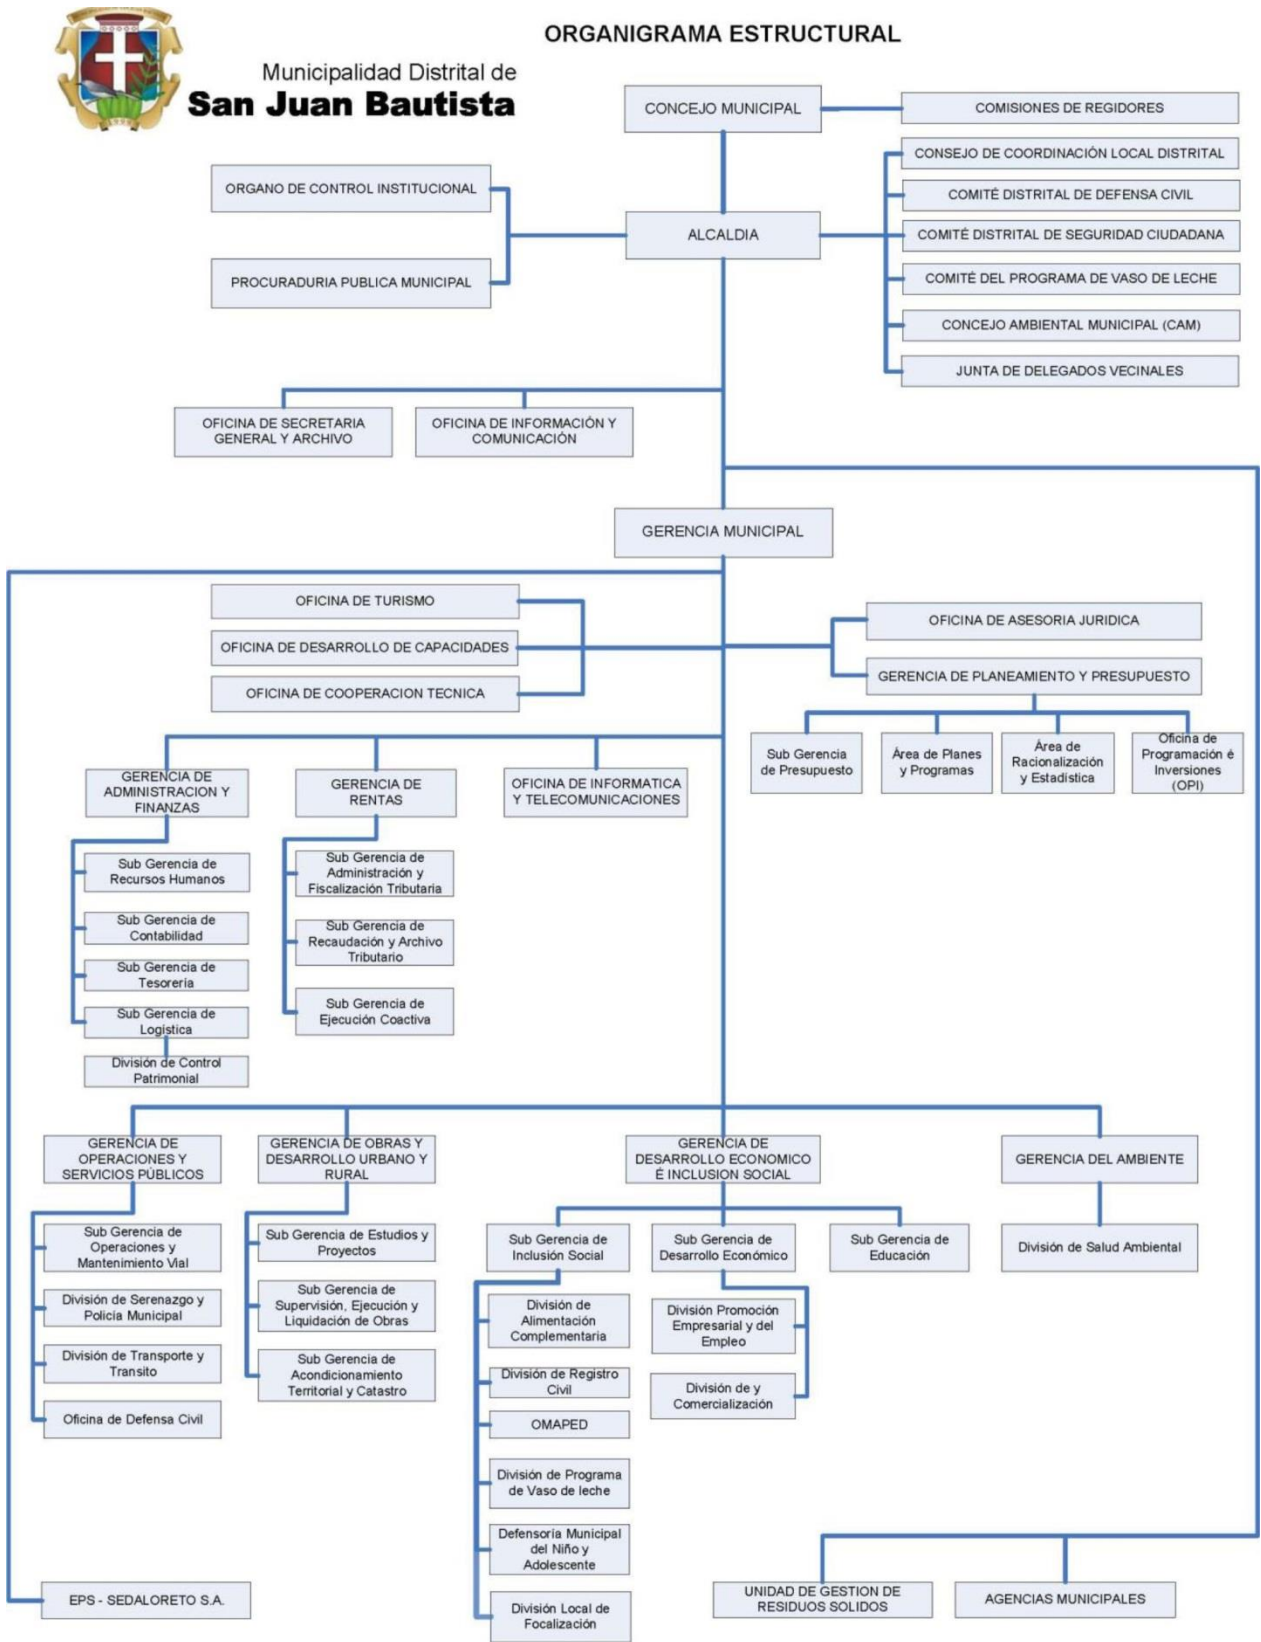 ORGANIGRAMA ESTRUCTURAL
Municipalidad Distrital de
San Juan Bautista
CONCEJO MUNICIPAL
COMISIONES DE REGIDORES
CONSEJO DE COORDINACIÓN LOCAL DISTRITAL
ORGANO DE CONTROL INSTITUCIONAL
COMITÉ DISTRITAL DE DEFENSA CIVIL
ALCALDIA
COMITÉ DISTRITAL DE SEGURIDAD CIUDADANA
PROCURADURIA PUBLICA MUNICIPAL
COMITÉ DEL PROGRAMA DE VASO DE LECHE
CONCEJO AMBIENTAL MUNICIPAL (CAM)
JUNTA DE DELEGADOS VECINALES
OFICINA DE SECRETARIA
GENERAL Y ARCHIVO
OFICINA DE INFORMACIÓN Y
COMUNICACIÓN
GERENCIA MUNICIPAL
OFICINA DE TURISMO
OFICINA DE DESARROLLO DE CAPACIDADES
OFICINA DE COOPERACION TECNICA
OFICINA DE ASESORIA JURIDICA
GERENCIA DE PLANEAMIENTO Y PRESUPUESTO
Sub Gerencia
de Presupuesto
Área de Planes
y Programas
Área de
Racionalización
y Estadística
Oficina de
Programación é
Inversiones
(OPI)
GERENCIA DE
ADMINISTRACION Y
FINANZAS
GERENCIA DE
RENTAS
OFICINA DE INFORMATICA
Y TELECOMUNICACIONES
Sub Gerencia de
Recursos Humanos
Sub Gerencia de
Contabilidad
Sub Gerencia de
Tesorería
Sub Gerencia de
Logística
División de Control
Patrimonial
Sub Gerencia de
Administración y
Fiscalización Tributaria
Sub Gerencia de
Recaudación y Archivo
Tributario
Sub Gerencia de
Ejecución Coactiva
GERENCIA DE
OPERACIONES Y
SERVICIOS PÚBLICOS
GERENCIA DE OBRAS Y
DESARROLLO URBANO Y
RURAL
GERENCIA DE
DESARROLLO ECONOMICO
É INCLUSION SOCIAL
GERENCIA DEL AMBIENTE
Sub Gerencia de
Operaciones y
Mantenimiento Vial
División de Serenazgo y
Policía Municipal
División de Transporte y
Transito
Oficina de Defensa Civil
Sub Gerencia de Estudios y
Proyectos
Sub Gerencia de
Supervisión, Ejecución y
Liquidación de Obras
Sub Gerencia de
Acondicionamiento
Territorial y Catastro
Sub Gerencia de
Inclusión Social
Sub Gerencia de
Desarrollo Económico
Sub Gerencia de
Educación
División de Salud Ambiental
División de
Alimentación
Complementaria
División de Registro
Civil
OMAPED
División de Programa
de Vaso de leche
Defensoría Municipal
del Niño y
Adolescente
División Local de
Focalización
División Promoción
Empresarial y del
Empleo
División de y
Comercialización
EPS - SEDALORETO S.A.
UNIDAD DE GESTION DE
RESIDUOS SOLIDOS
AGENCIAS MUNICIPALES